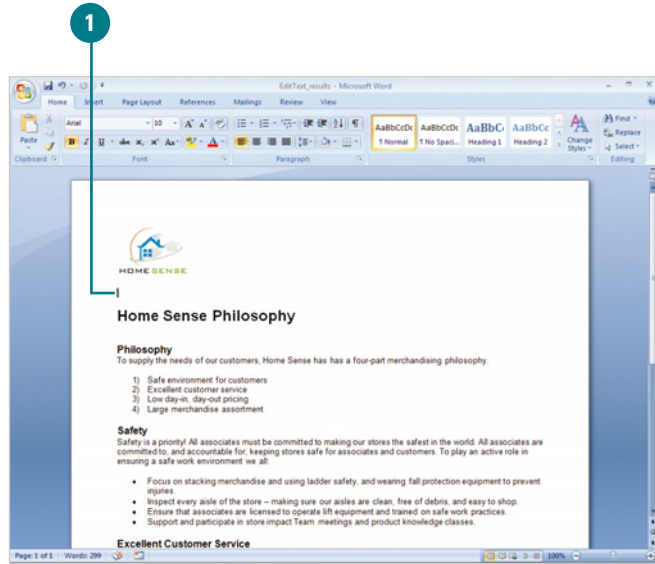 1
EditText_results - Microsoft Word
Home Insert Page Layout References Mailings Review View
Paste
Arial 10
Clipboard Font Paragraph Styles Editing
B I U abc x, x² Aa A
AaBbCcDc AaBbCcDc AaBbC AaBbCc
¶ Normal ¶ No Spaci... Heading 1 Heading 2
Change Styles
Find
Replace
Select
HOME SENSE
Home Sense Philosophy
Philosophy
To supply the needs of our customers, Home Sense has has a four-part merchandising philosophy.
1) Safe environment for customers
2) Excellent customer service
3) Low day-in, day-out pricing
4) Large merchandise assortment
Safety
Safety is a priority! All associates must be committed to making our stores the safest in the world. All associates are
committed to, and accountable for, keeping stores safe for associates and customers. To play an active role in
ensuring a safe work environment we all:
• Focus on stacking merchandise and using ladder safety, and wearing fall protection equipment to prevent
injuries.
• Inspect every aisle of the store – making sure our aisles are clean, free of debris, and easy to shop.
• Ensure that associates are licensed to operate lift equipment and trained on safe work practices.
• Support and participate in store impact Team meetings and product knowledge classes.
Excellent Customer Service
Page: 1 of 1 Words: 299 100%